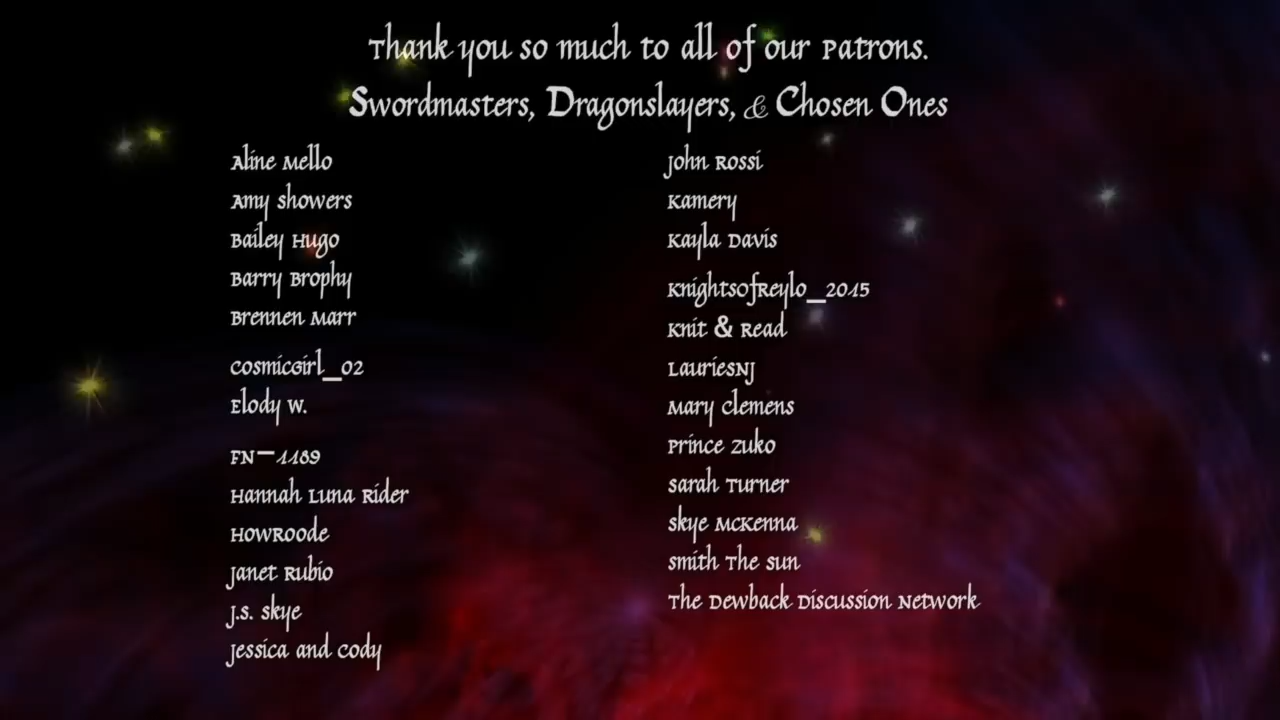 Thank you so much to all of our Patrons.
Swordmasters, Dragonslayers, & Chosen Ones
Aline Mello
Amy Showers
Bailey Hugo
Barry Brophy
Brennen Marr
CosmicGirl_02
Elody W.
FN-1189
Hannah Luna Rider
HowRoode
Janet Rubio
J.S. Skye
Jessica and Cody
John Rossi
Kamery
Kayla Davis
KnightsofReylo_2015
Knit & Read
LauriesNJ
Mary Clemens
Prince Zuko
Sarah Turner
Skye McKenna
Smith The Sun
The Dewback Discussion Network